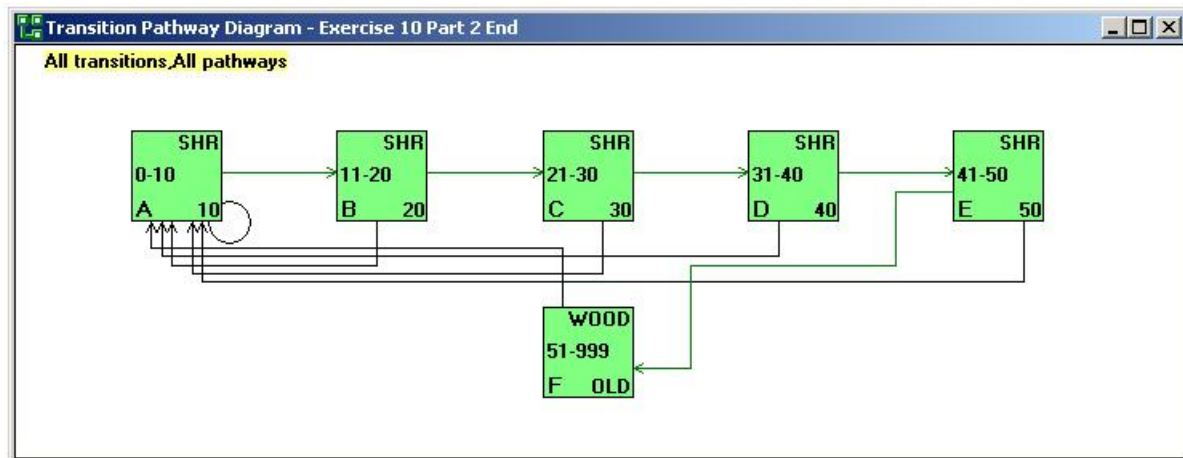 Transition Pathway Diagram - Exercise 10 Part 2 End
All transitions,All pathways
SHR
0-10
A 10
SHR
11-20
B 20
SHR
21-30
C 30
SHR
31-40
D 40
SHR
41-50
E 50
WOOD
51-999
F OLD